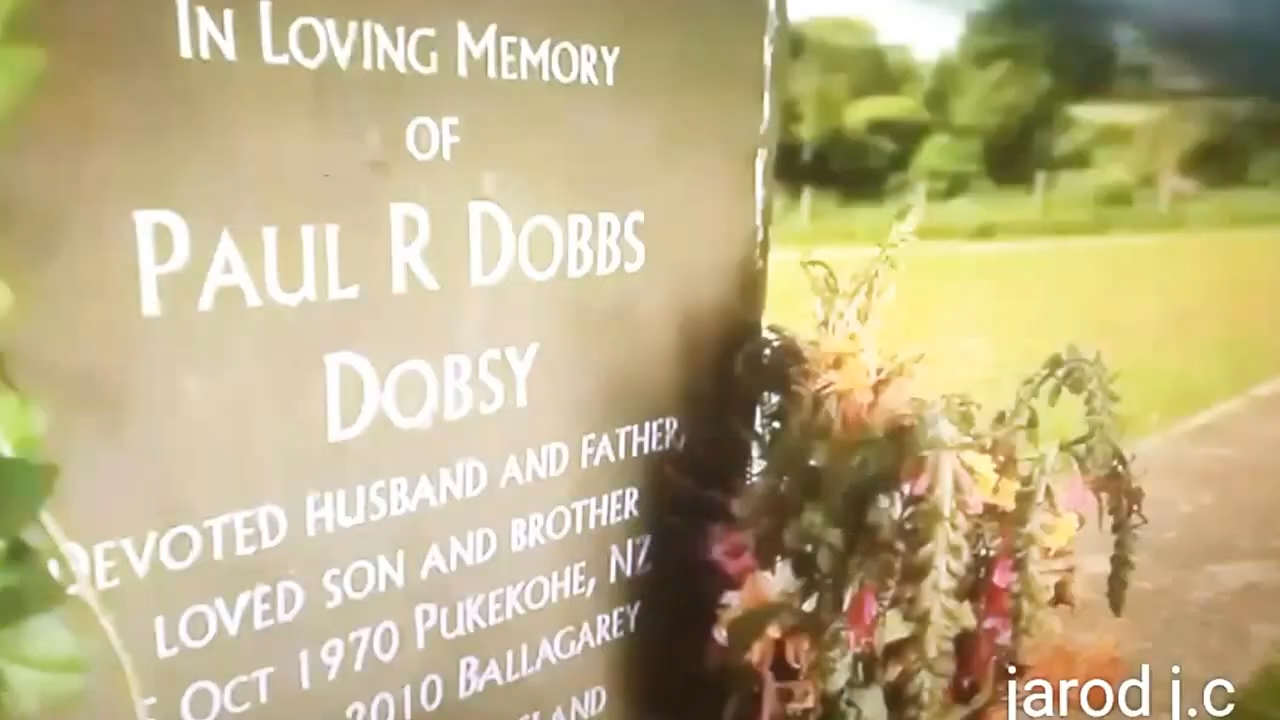 IN LOVING MEMORY
OF
PAUL R DOBBS
DOBSY
DEVOTED HUSBAND AND FATHER,
LOVED SON AND BROTHER
OCT 1970 PUKEKOHE, NZ
2010 BALLAGAREY
jarod j.c